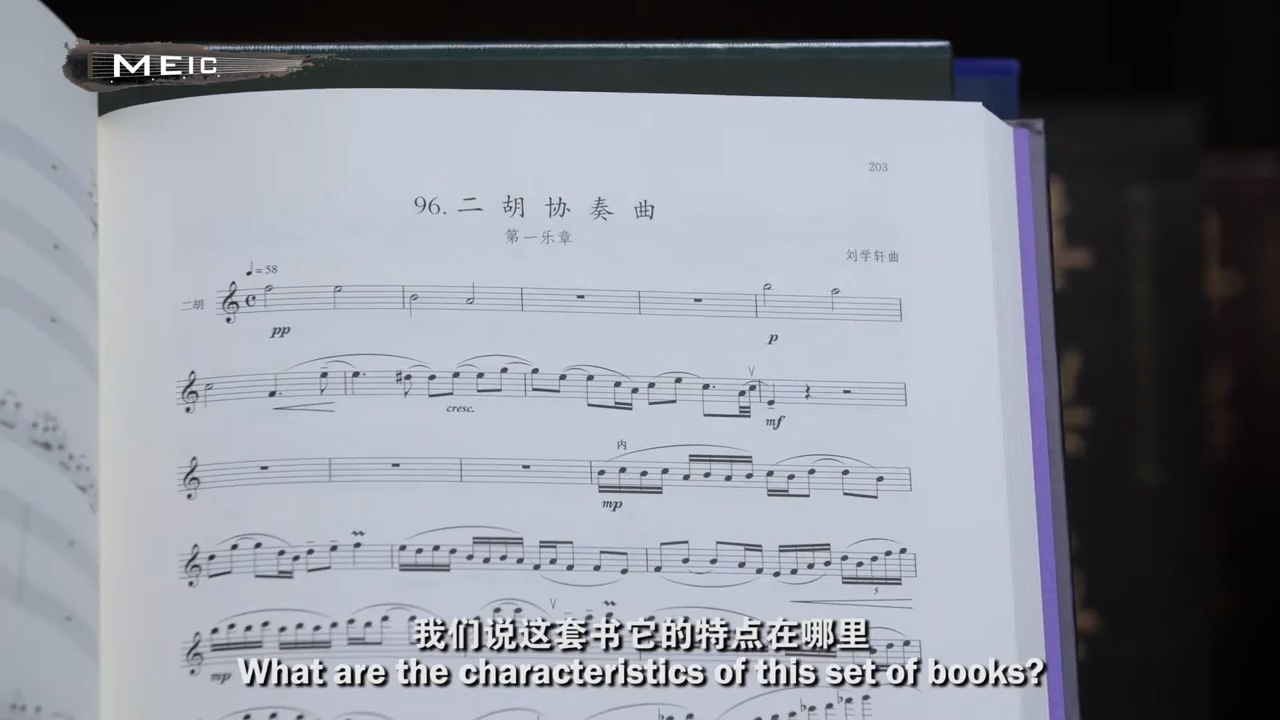 MEIC
203
96. 二胡协奏曲
第一乐章
刘学轩曲
♩=58
二胡
pp
p
cresc.
mf
内
mp
5
mp
我们说这套书它的特点在哪里
What are the characteristics of this set of books?